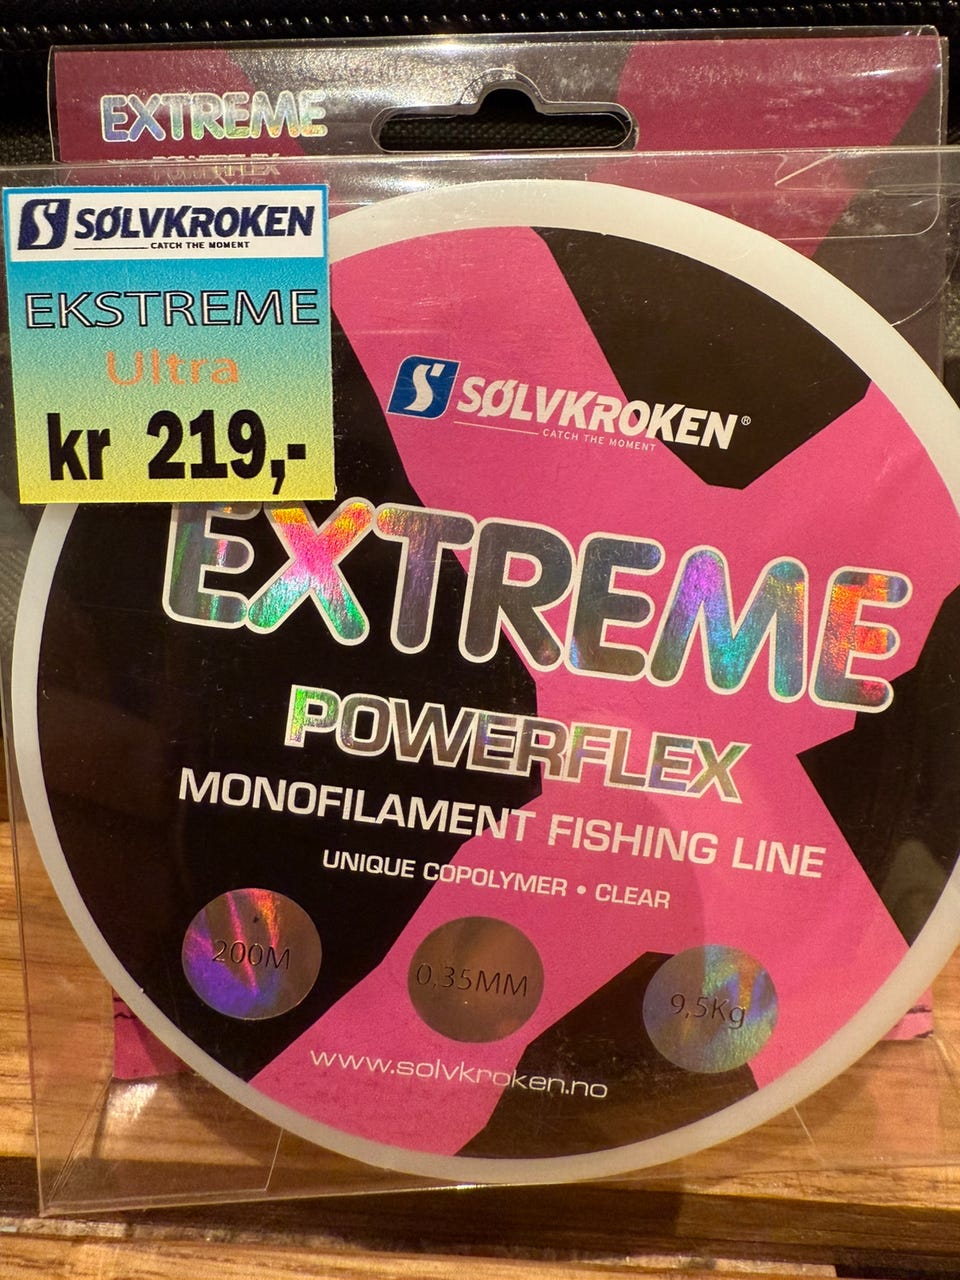 EXTREME
POWERFLEX
SØLVKROKEN
CATCH THE MOMENT
EKSTREME
Ultra
kr 219,-
SØLVKROKEN®
CATCH THE MOMENT
EXTREME
POWERFLEX
MONOFILAMENT FISHING LINE
UNIQUE COPOLYMER • CLEAR
200M
0,35MM
9,5Kg
www.solvkroken.no